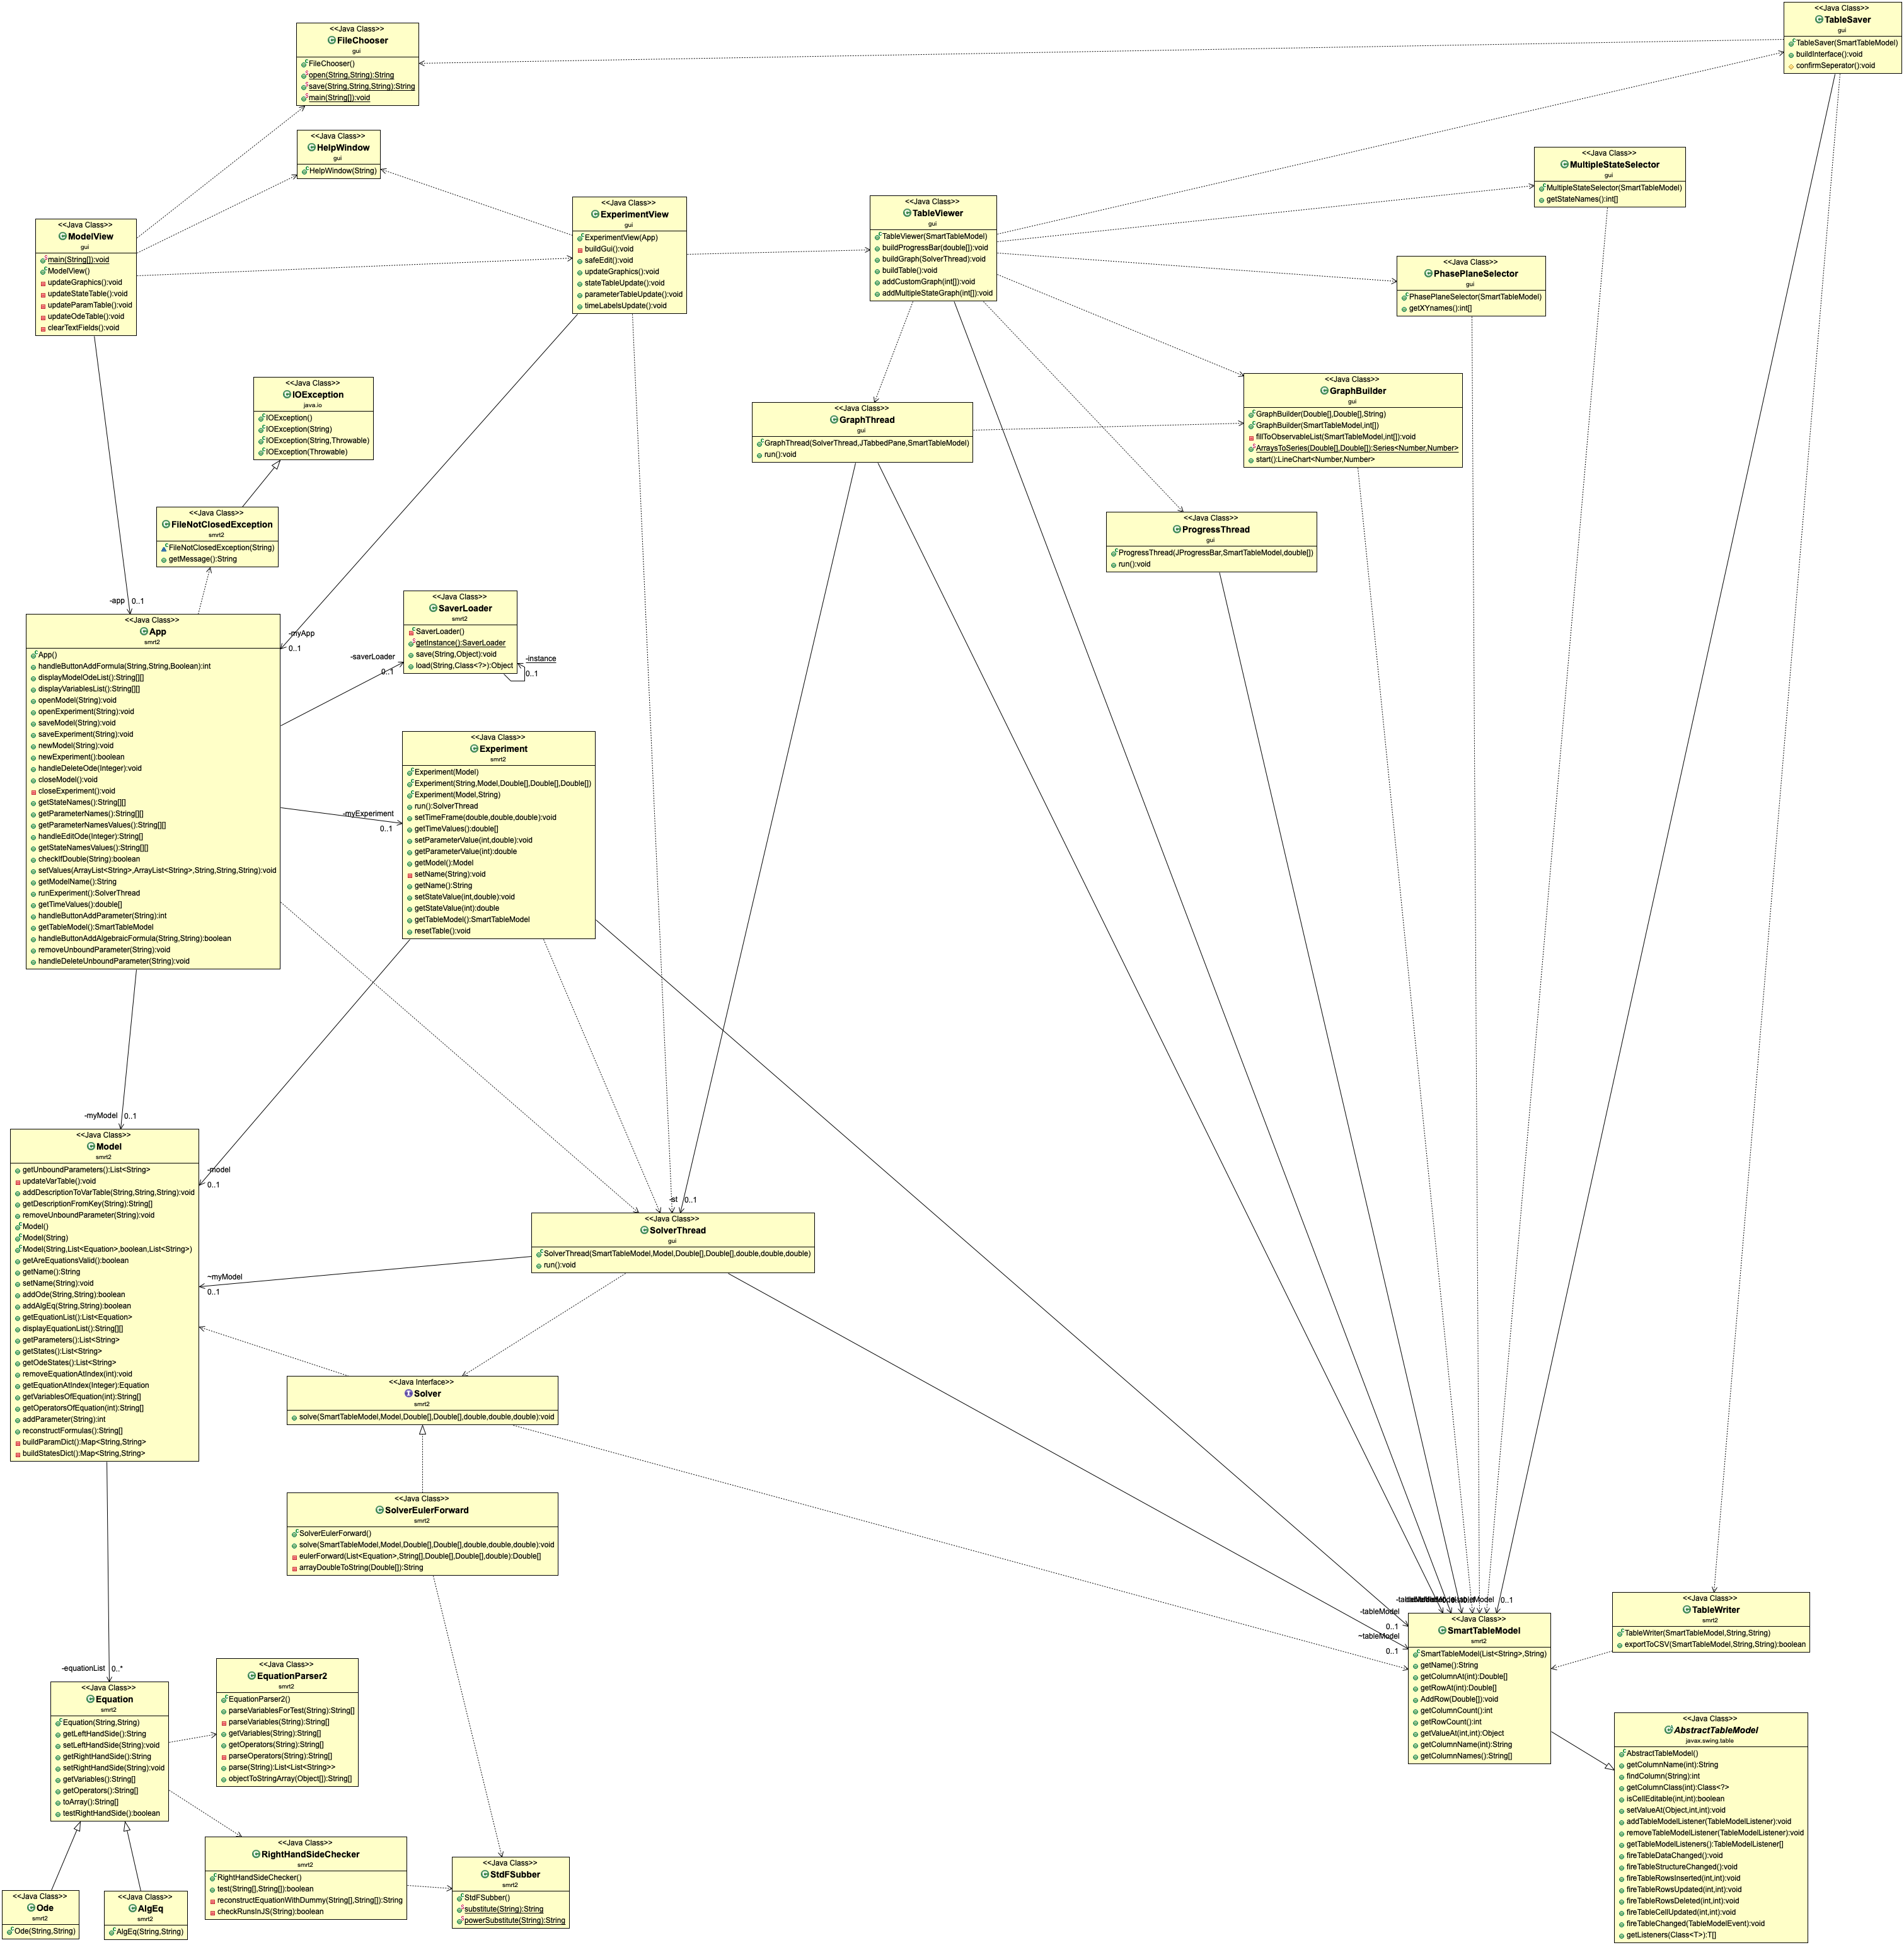 <<Java Class>>
FileChooser
gui
FileChooser()
open(String,String):String
save(String,String,String):String
main(String[]):void
<<Java Class>>
TableSaver
gui
TableSaver(SmartTableModel)
buildInterface():void
confirmSeperator():void
<<Java Class>>
HelpWindow
gui
HelpWindow(String)
<<Java Class>>
MultipleStateSelector
gui
MultipleStateSelector(SmartTableModel)
getStateNames():int[]
<<Java Class>>
ModelView
gui
main(String[]):void
ModelView()
updateGraphics():void
updateStateTable():void
updateParamTable():void
updateOdeTable():void
clearTextFields():void
<<Java Class>>
ExperimentView
gui
ExperimentView(App)
buildGui():void
safeEdit():void
updateGraphics():void
stateTableUpdate():void
parameterTableUpdate():void
timeLabelsUpdate():void
<<Java Class>>
TableViewer
gui
TableViewer(SmartTableModel)
buildProgressBar(double[]):void
buildGraph(SolverThread):void
buildTable():void
addCustomGraph(int[]):void
addMultipleStateGraph(int[]):void
<<Java Class>>
PhasePlaneSelector
gui
PhasePlaneSelector(SmartTableModel)
getXYnames():int[]
<<Java Class>>
IOException
java.io
IOException()
IOException(String)
IOException(String,Throwable)
IOException(Throwable)
<<Java Class>>
GraphThread
gui
GraphThread(SolverThread,JTabbedPane,SmartTableModel)
run():void
<<Java Class>>
GraphBuilder
gui
GraphBuilder(Double[],Double[],String)
GraphBuilder(SmartTableModel,int[])
fillToObservableList(SmartTableModel,int[]):void
ArraysToSeries(Double[],Double[]):Series<Number,Number>
start():LineChart<Number,Number>
<<Java Class>>
FileNotClosedException
smrt2
FileNotClosedException(String)
getMessage():String
<<Java Class>>
ProgressThread
gui
ProgressThread(JProgressBar,SmartTableModel,double[])
run():void
-app
0..1
-myApp
0..1
<<Java Class>>
App
smrt2
App()
handleButtonAddFormula(String,String,Boolean):int
displayModelOdeList():String[][]
displayVariablesList():String[][]
openModel(String):void
openExperiment(String):void
saveModel(String):void
saveExperiment(String):void
newModel(String):void
newExperiment():boolean
handleDeleteOde(Integer):void
closeModel():void
closeExperiment():void
getStateNames():String[][]
getParameterNames():String[][]
getParameterNamesValues():String[][]
handleEditOde(Integer):String[]
getStateNamesValues():String[][]
checkIfDouble(String):boolean
setValues(ArrayList<String>,ArrayList<String>,String,String,String):void
getModelName():String
runExperiment():SolverThread
getTimeValues():double[]
handleButtonAddParameter(String):int
getTableModel():SmartTableModel
handleButtonAddAlgebraicFormula(String,String):boolean
removeUnboundParameter(String):void
handleDeleteUnboundParameter(String):void
-saverLoader
0..1
<<Java Class>>
SaverLoader
smrt2
SaverLoader()
getInstance():SaverLoader
save(String,Object):void
load(String,Class<?>):Object
-instance
0..1
-myExperiment
0..1
<<Java Class>>
Experiment
smrt2
Experiment(Model)
Experiment(String,Model,Double[],Double[],Double[])
Experiment(Model,String)
run():SolverThread
setTimeFrame(double,double,double):void
getTimeValues():double[]
setParameterValue(int,double):void
getParameterValue(int):double
getModel():Model
setName(String):void
getName():String
setStateValue(int,double):void
getStateValue(int):double
getTableModel():SmartTableModel
resetTable():void
-myModel
0..1
<<Java Class>>
Model
smrt2
getUnboundParameters():List<String>
updateVarTable():void
addDescriptionToVarTable(String,String,String):void
getDescriptionFromKey(String):String[]
removeUnboundParameter(String):void
Model()
Model(String)
Model(String,List<Equation>,boolean,List<String>)
getAreEquationsValid():boolean
getName():String
setName(String):void
addOde(String,String):boolean
addAlgEq(String,String):boolean
getEquationList():List<Equation>
displayEquationList():String[][]
getParameters():List<String>
getStates():List<String>
getOdeStates():List<String>
removeEquationAtIndex(int):void
getEquationAtIndex(Integer):Equation
getVariablesOfEquation(int):String[]
getOperatorsOfEquation(int):String[]
addParameter(String):int
reconstructFormulas():String[]
buildParamDict():Map<String,String>
buildStatesDict():Map<String,String>
-model
0..1
~myModel
0..1
-st
0..1
<<Java Class>>
SolverThread
gui
SolverThread(SmartTableModel,Model,Double[],Double[],double,double,double)
run():void
<<Java Interface>>
Solver
smrt2
solve(SmartTableModel,Model,Double[],Double[],double,double,double):void
<<Java Class>>
SolverEulerForward
smrt2
SolverEulerForward()
solve(SmartTableModel,Model,Double[],Double[],double,double,double):void
eulerForward(List<Equation>,String[],Double[],Double[],double):Double[]
arrayDoubleToString(Double[]):String
-equationList
0..*
<<Java Class>>
Equation
smrt2
Equation(String,String)
getLeftHandSide():String
setLeftHandSide(String):void
getRightHandSide():String
setRightHandSide(String):void
getVariables():String[]
getOperators():String[]
toArray():String[]
testRightHandSide():boolean
<<Java Class>>
EquationParser2
smrt2
EquationParser2()
parseVariablesForTest(String):String[]
parseVariables(String):String[]
getVariables(String):String[]
getOperators(String):String[]
parseOperators(String):String[]
parse(String):List<List<String>>
objectToStringArray(Object[]):String[]
<<Java Class>>
RightHandSideChecker
smrt2
RightHandSideChecker()
test(String[],String[]):boolean
reconstructEquationWithDummy(String[],String[]):String
checkRunsInJS(String):boolean
<<Java Class>>
StdFSubber
smrt2
StdFSubber()
substitute(String):String
powerSubstitute(String):String
<<Java Class>>
Ode
smrt2
Ode(String,String)
<<Java Class>>
AlgEq
smrt2
AlgEq(String,String)
0..1
-tableModel
0..1
~tableModel
0..1
<<Java Class>>
SmartTableModel
smrt2
SmartTableModel(List<String>,String)
getName():String
getColumnAt(int):Double[]
getRowAt(int):Double[]
AddRow(Double[]):void
getColumnCount():int
getRowCount():int
getValueAt(int,int):Object
getColumnName(int):String
getColumnNames():String[]
<<Java Class>>
TableWriter
smrt2
TableWriter(SmartTableModel,String,String)
exportToCSV(SmartTableModel,String,String):boolean
<<Java Class>>
AbstractTableModel
javax.swing.table
AbstractTableModel()
getColumnName(int):String
findColumn(String):int
getColumnClass(int):Class<?>
isCellEditable(int,int):boolean
setValueAt(Object,int,int):void
addTableModelListener(TableModelListener):void
removeTableModelListener(TableModelListener):void
getTableModelListeners():TableModelListener[]
fireTableDataChanged():void
fireTableStructureChanged():void
fireTableRowsInserted(int,int):void
fireTableRowsUpdated(int,int):void
fireTableRowsDeleted(int,int):void
fireTableCellUpdated(int,int):void
fireTableChanged(TableModelEvent):void
getListeners(Class<T>):T[]